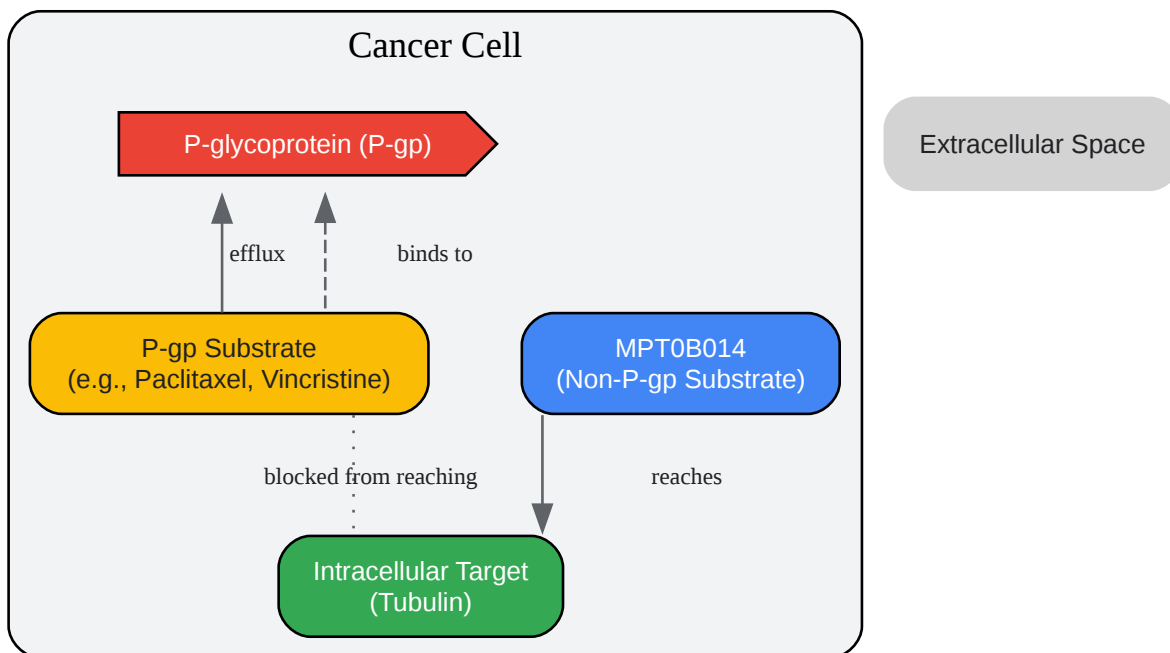 Cancer Cell
P-glycoprotein (P-gp)
Extracellular Space
efflux
binds to
P-gp Substrate
(e.g., Paclitaxel, Vincristine)
MPT0B014
(Non-P-gp Substrate)
blocked from reaching
reaches
Intracellular Target
(Tubulin)